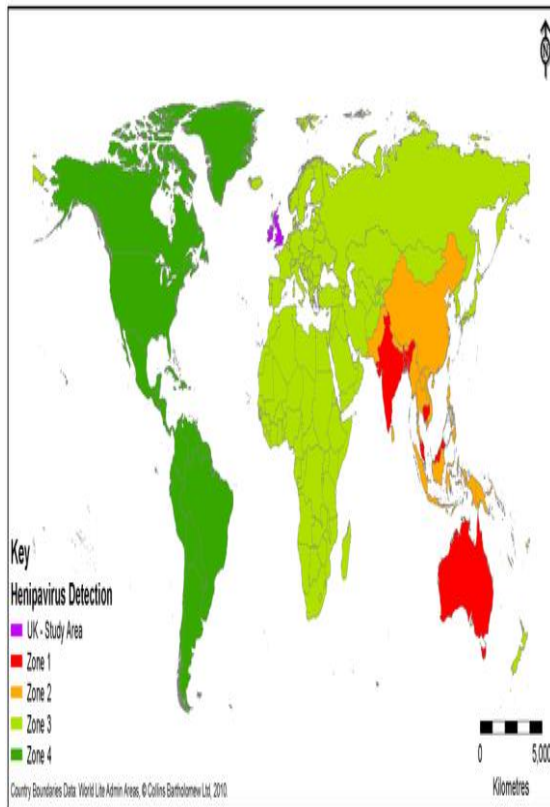 N
Key
Henipavirus Detection
UK - Study Area
Zone 1
Zone 2
Zone 3
Zone 4
0 5,000
Kilometres
Country Boundaries Data: World Lite Admin Areas, © Collins Bartholomew Ltd, 2010